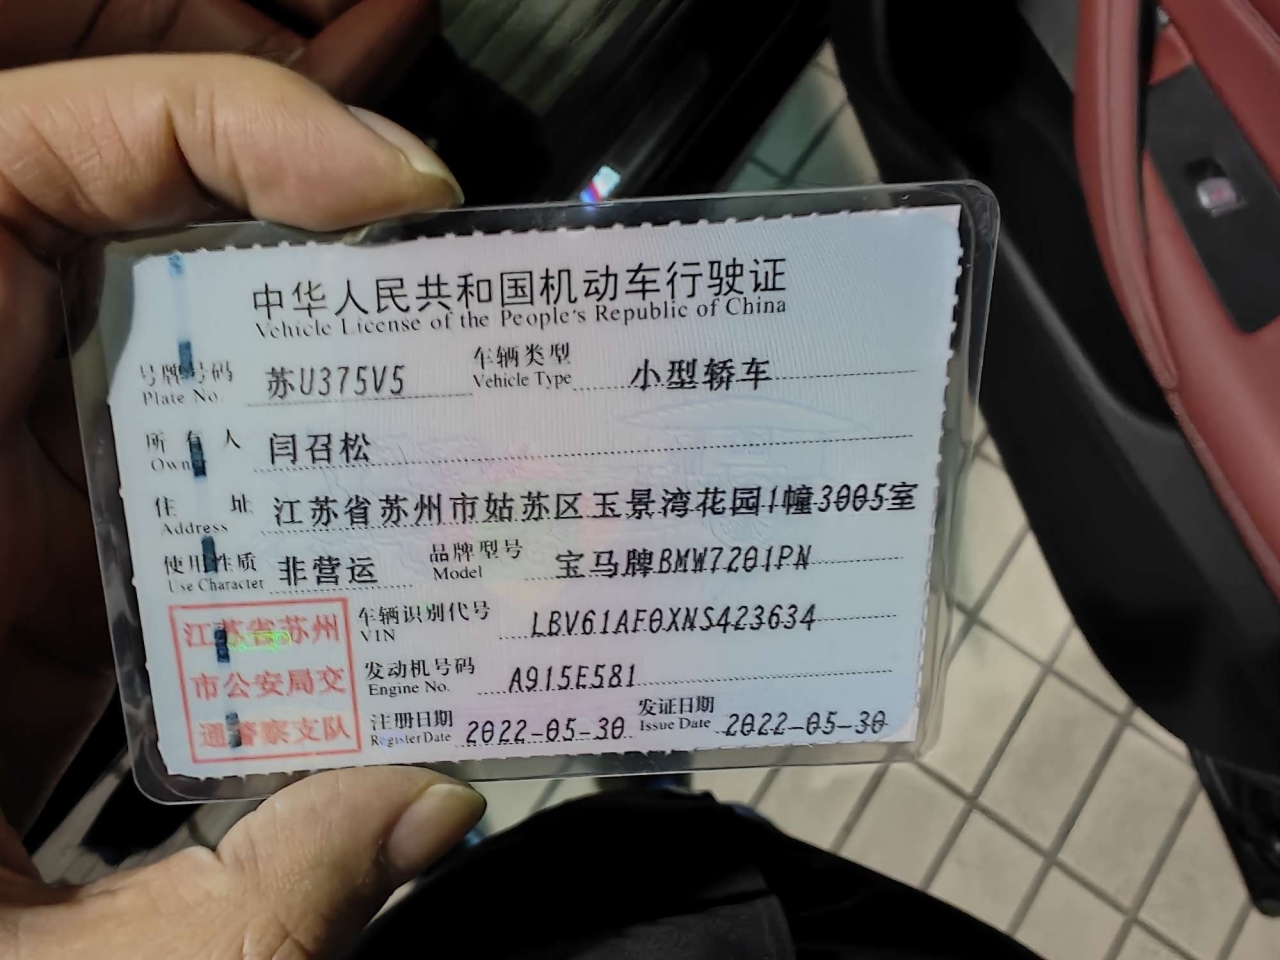 中华人民共和国机动车行驶证
Vehicle License of the People's Republic of China
号牌号码 苏U375V5 车辆类型 小型轿车
Plate No. Vehicle Type
所有人 闫召松
Owner
住址 江苏省苏州市姑苏区玉景湾花园1幢3005室
Address
使用性质 非营运 品牌型号 宝马牌BMW7201PN
Use Character Model
车辆识别代号 LBV61AF0XNS423634
VIN
发动机号码 A915E581
Engine No.
注册日期 2022-05-30 发证日期 2022-05-30
Register Date Issue Date
江苏省苏州
市公安局交
通警察支队